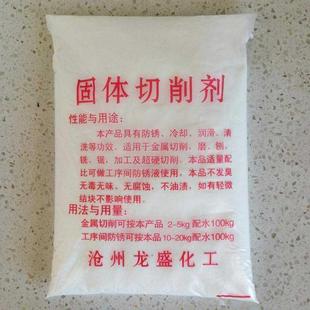 固体切削剂
性能与用途:
本产品具有防锈、冷却、润滑、清
洗等功效。适用于金属切削、磨、刨、
铣、锯、加工及超硬切削。本品适量配
比可做工序间防锈液使用。本品不发臭
无毒无味、无腐蚀、不油渍，如有轻微
结块不影响使用。
用法与用量:
金属切削可按本产品 2-5kg 配水100kg
工序间防锈可按本品10-20kg配水100kg
沧州龙盛化工